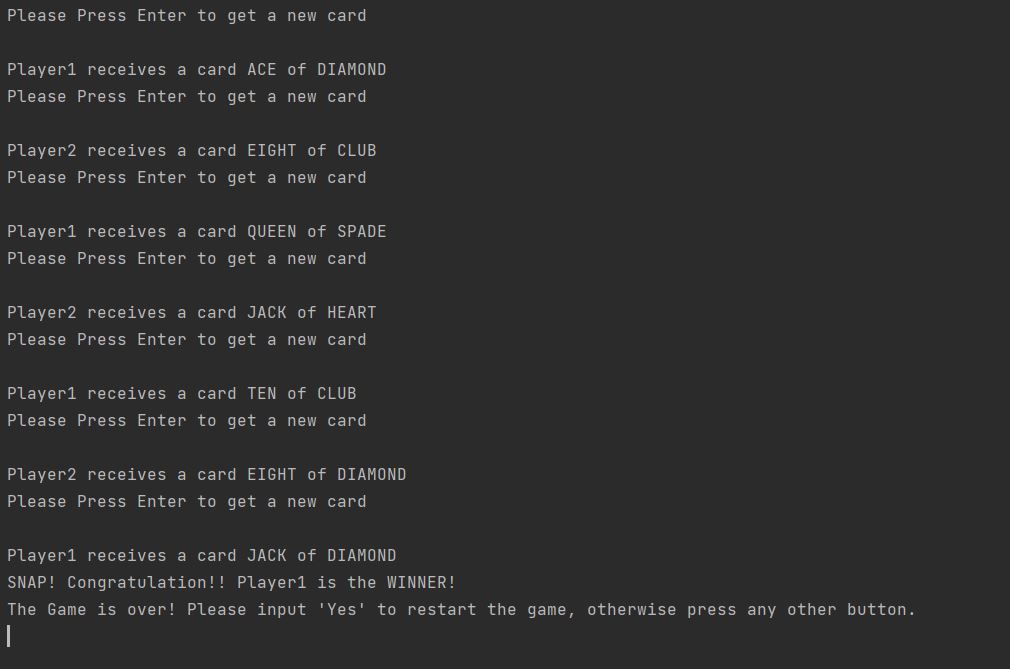 Please Press Enter to get a new card
Player1 receives a card ACE of DIAMOND
Please Press Enter to get a new card
Player2 receives a card EIGHT of CLUB
Please Press Enter to get a new card
Player1 receives a card QUEEN of SPADE
Please Press Enter to get a new card
Player2 receives a card JACK of HEART
Please Press Enter to get a new card
Player1 receives a card TEN of CLUB
Please Press Enter to get a new card
Player2 receives a card EIGHT of DIAMOND
Please Press Enter to get a new card
Player1 receives a card JACK of DIAMOND
SNAP! Congratulation!! Player1 is the WINNER!
The Game is over! Please input 'Yes' to restart the game, otherwise press any other button.